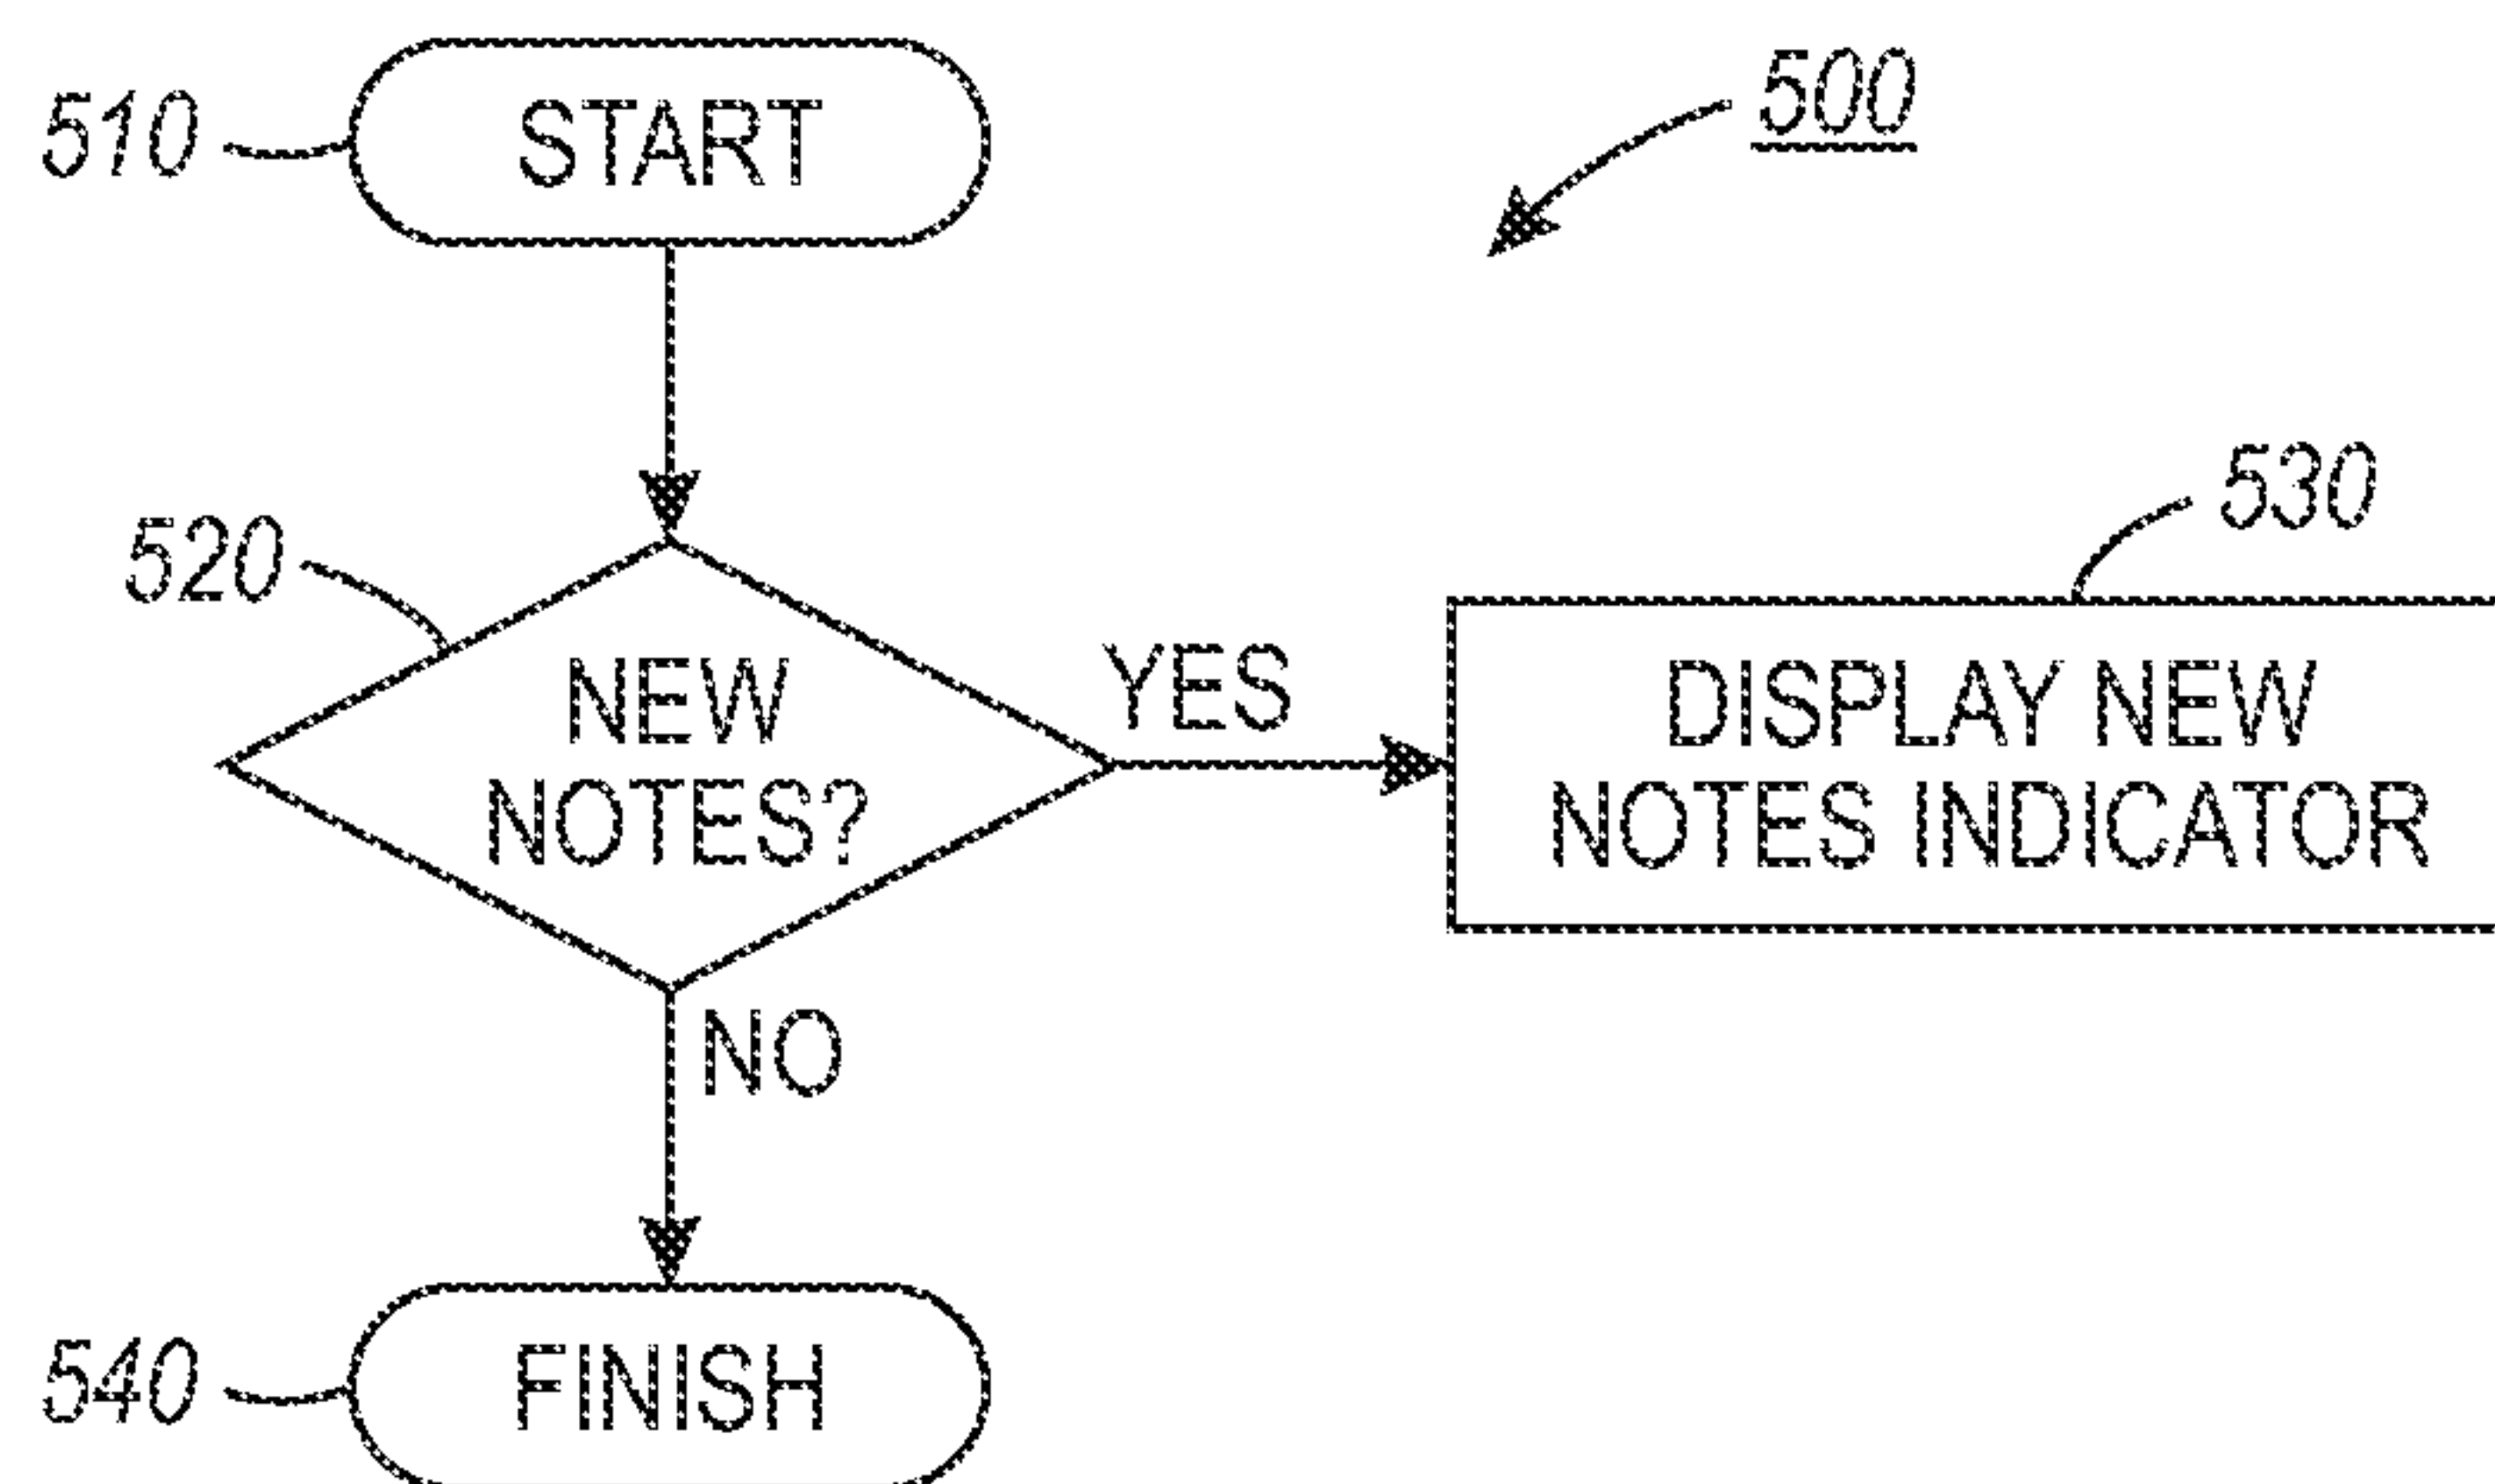 510
START
500
530
520
NEW
NOTES?
YES
DISPLAY NEW
NOTES INDICATOR
NO
540
FINISH